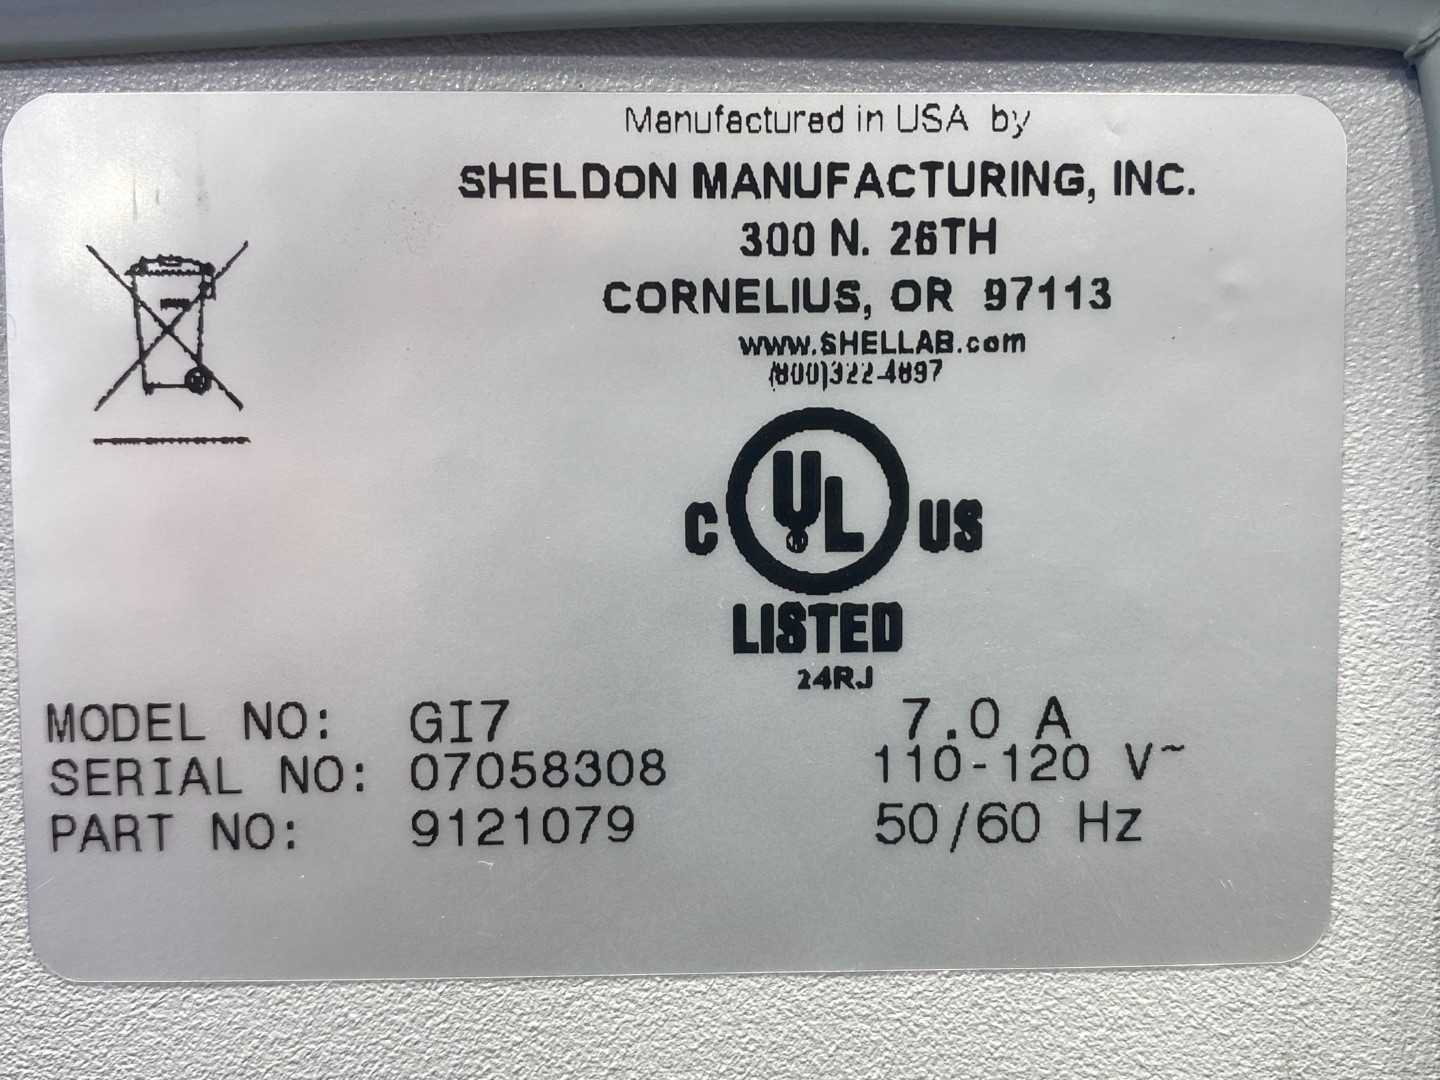 Manufactured in USA by
SHELDON MANUFACTURING, INC.
300 N. 26TH
CORNELIUS, OR 97113
www.SHELLAB.com
(800)322-4897
C UL US
LISTED
24RJ
MODEL NO: GI7 7.0 A
SERIAL NO: 07058308 110-120 V~
PART NO: 9121079 50/60 Hz